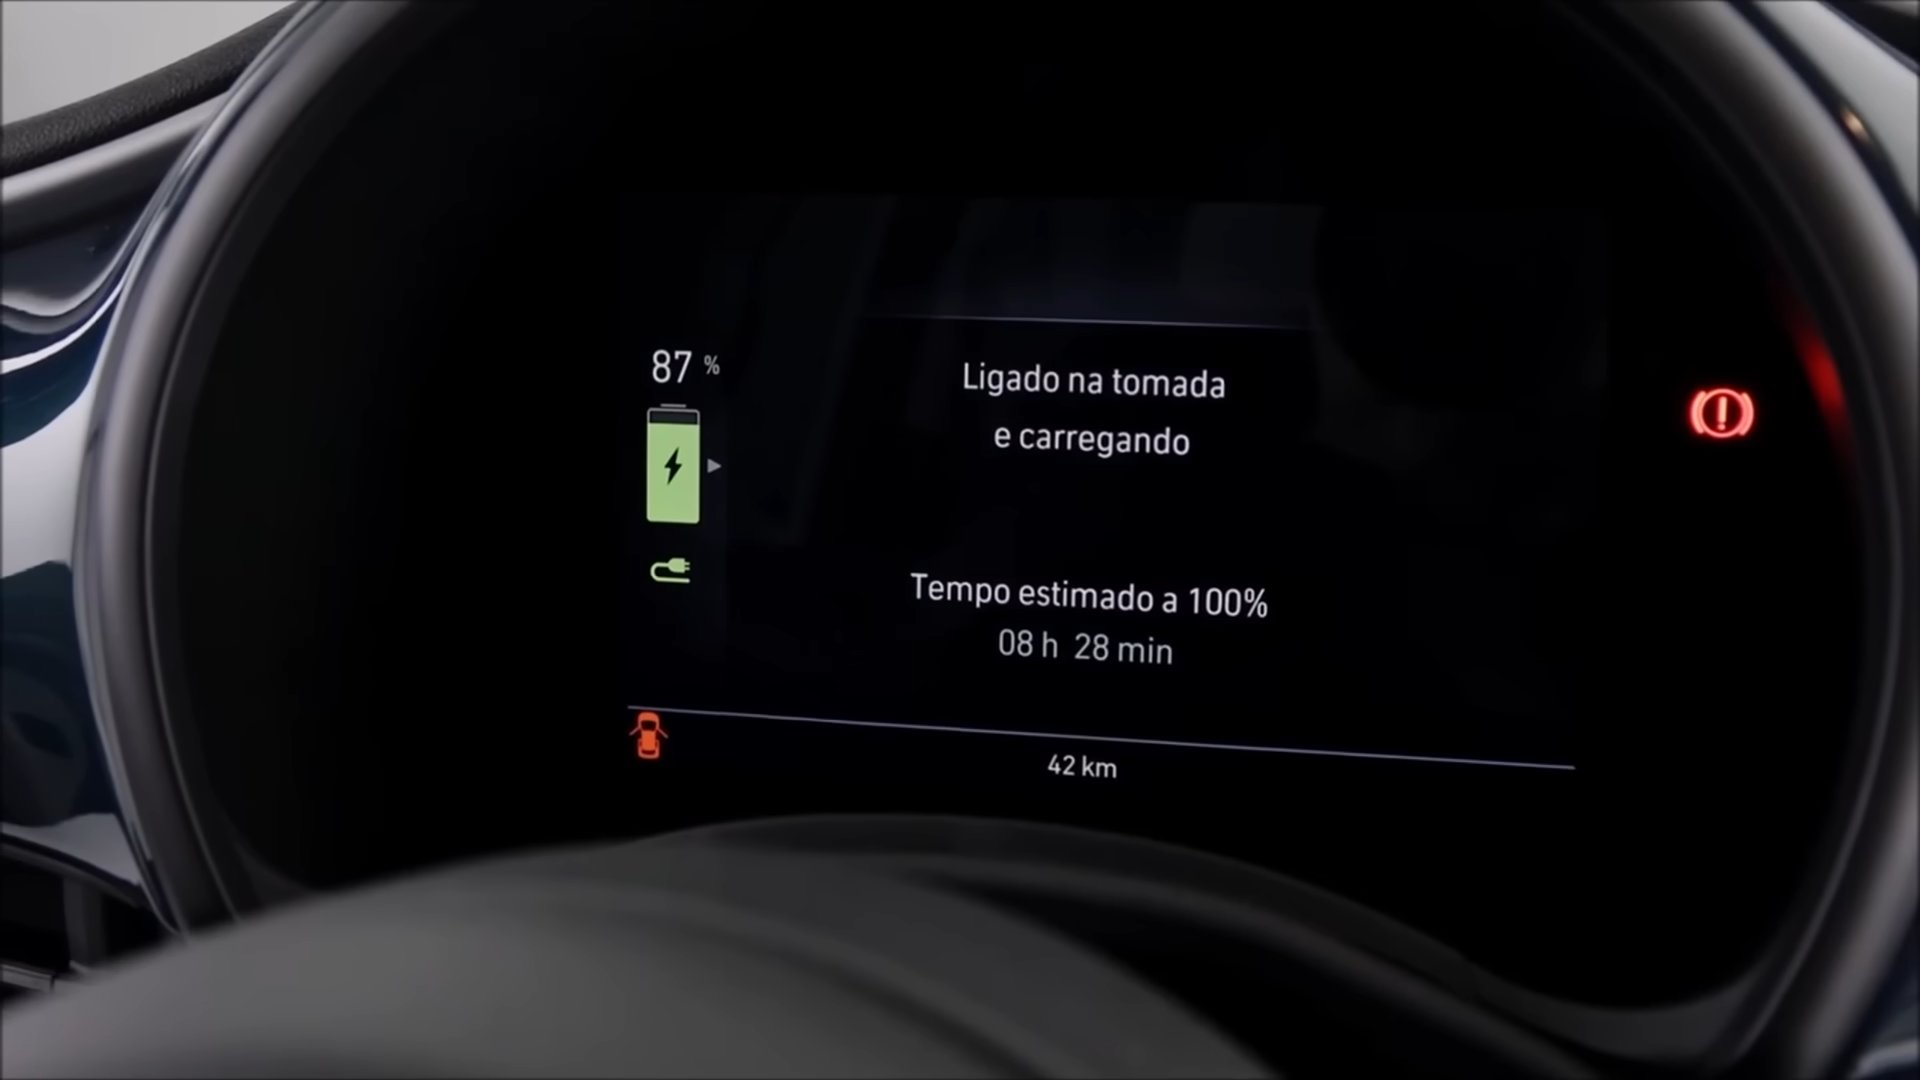 87 %
Ligado na tomada
e carregando
Tempo estimado a 100%
08 h 28 min
42 km